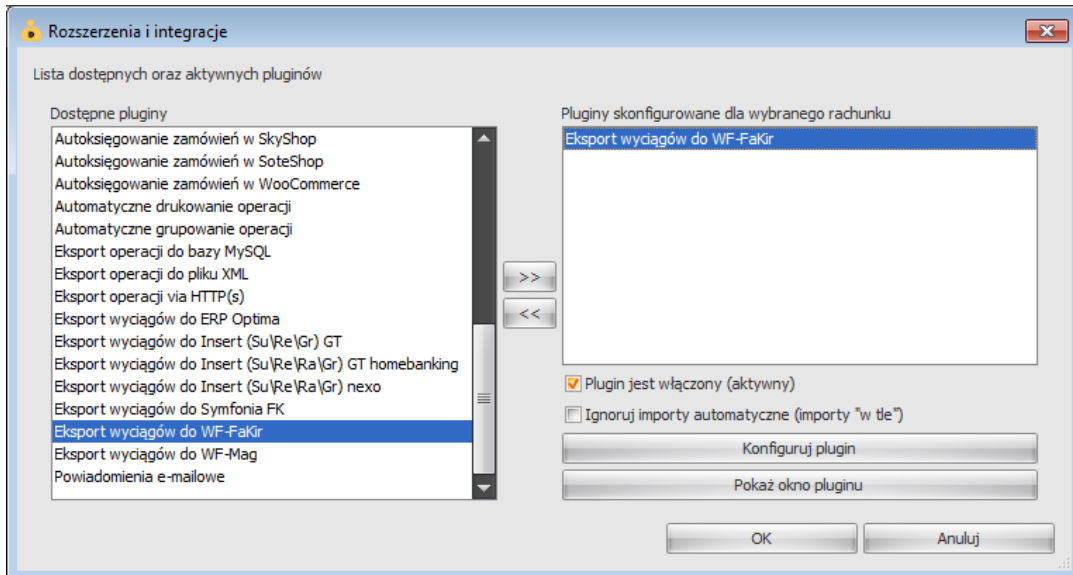 Rozszerzenia i integracje
Lista dostępnych oraz aktywnych pluginów
Dostępne pluginy
Autoksięgowanie zamówień w SkyShop
Autoksięgowanie zamówień w SoteShop
Autoksięgowanie zamówień w WooCommerce
Automatyczne drukowanie operacji
Automatyczne grupowanie operacji
Eksport operacji do bazy MySQL
Eksport operacji do pliku XML
Eksport operacji via HTTP(s)
Eksport wyciągów do ERP Optima
Eksport wyciągów do Insert (Su\Re\Gr) GT
Eksport wyciągów do Insert (Su\Re\Ra\Gr) GT homebanking
Eksport wyciągów do Insert (Su\Re\Ra\Gr) nexo
Eksport wyciągów do Symfonia FK
Eksport wyciągów do WF-FaKir
Eksport wyciągów do WF-Mag
Powiadomienia e-mailowe
>>
<<
Pluginy skonfigurowane dla wybranego rachunku
Eksport wyciągów do WF-FaKir
Plugin jest włączony (aktywny)
Ignoruj importy automatyczne (importy "w tle")
Konfiguruj plugin
Pokaż okno pluginu
OK
Anuluj